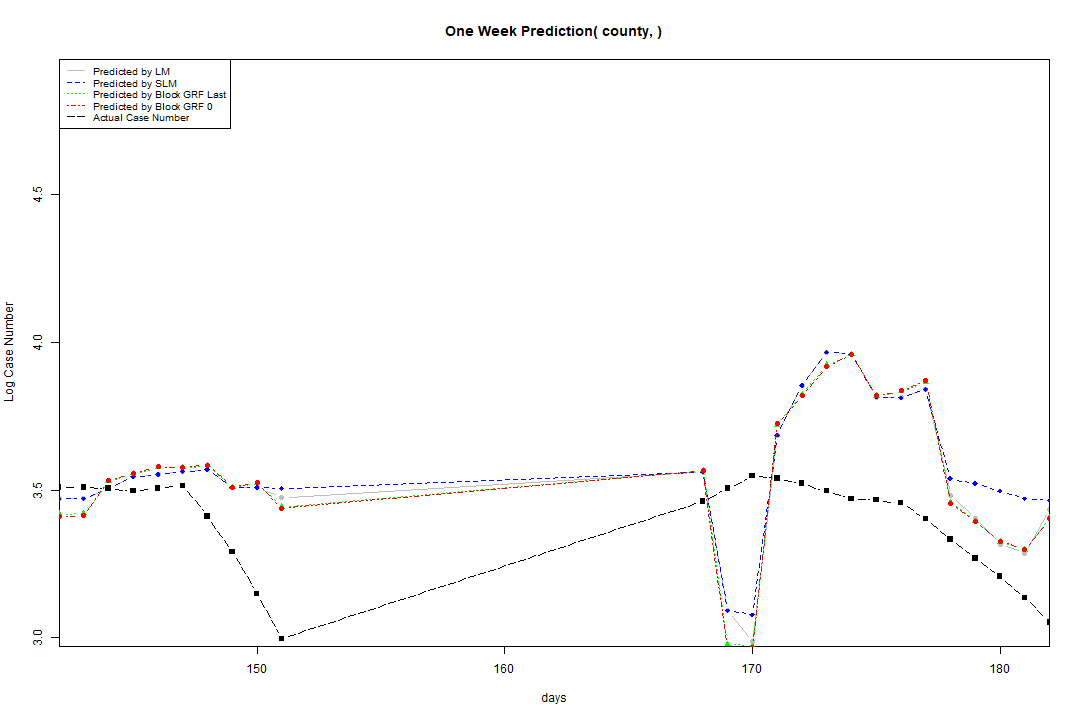 One Week Prediction( county, )
Predicted by LM
Predicted by SLM
Predicted by Block GRF Last
Predicted by Block GRF 0
Actual Case Number
4.5
4.0
3.5
3.0
Log Case Number
150 160 170 180
days